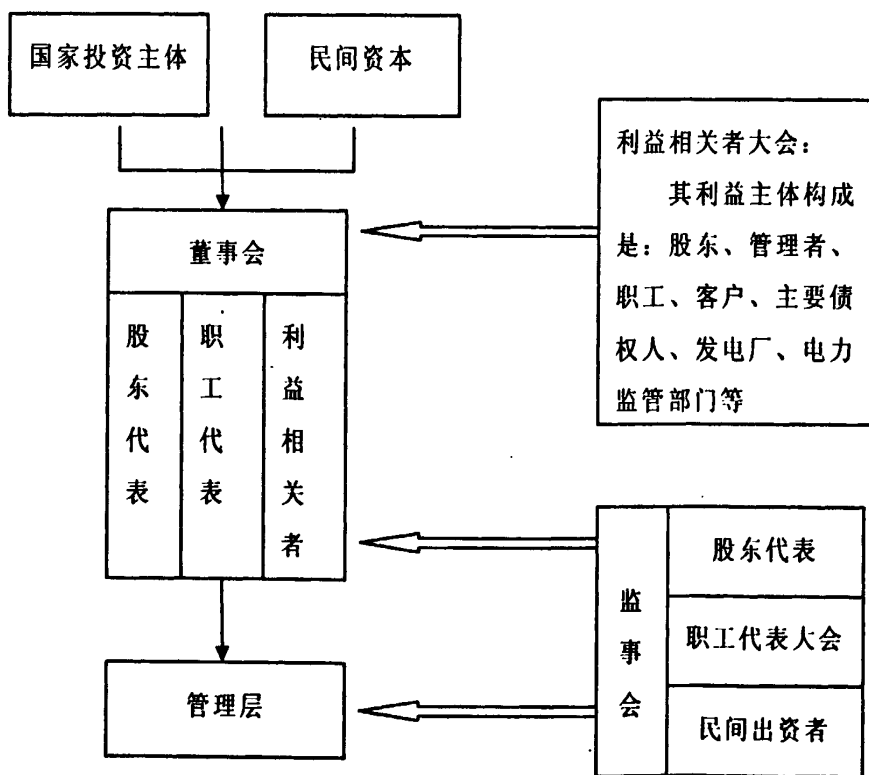 国家投资主体
民间资本
利益相关者大会：
其利益主体构成
是：股东、管理者、
职工、客户、主要债
权人、发电厂、电力
监管部门等
董事会
股东代表
职工代表
利益相关者
监事会
股东代表
职工代表大会
民间出资者
管理层